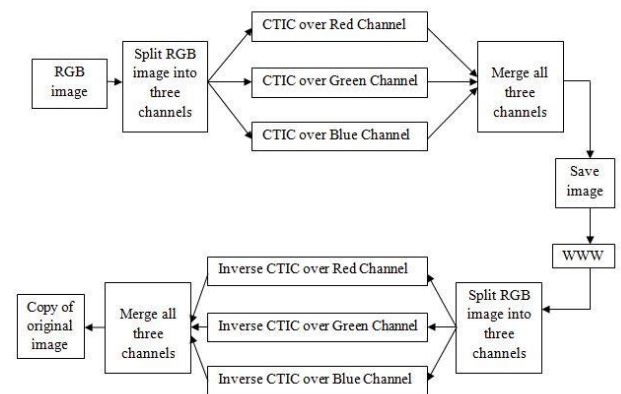 RGB
image
Split RGB
image into
three
channels
CTIC over Red Channel
CTIC over Green Channel
CTIC over Blue Channel
Merge all
three
channels
Save
image
WWW
Split RGB
image into
three
channels
Inverse CTIC over Red Channel
Inverse CTIC over Green Channel
Inverse CTIC over Blue Channel
Merge all
three
channels
Copy of
original
image